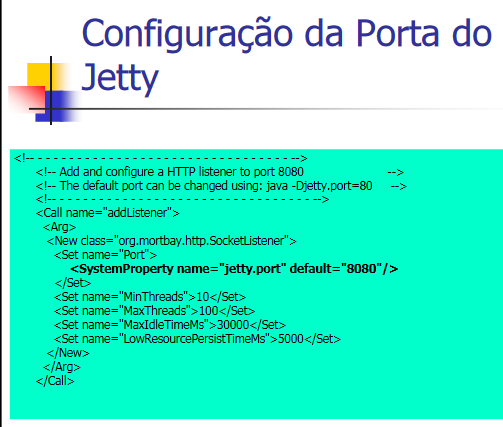 Configuração da Porta do
Jetty
<!-- - - - - - - - - - - - - - - - - - - - - - - - - - - - - - - - - - - -->
<!-- Add and configure a HTTP listener to port 8080 -->
<!-- The default port can be changed using: java -Djetty.port=80 -->
<!-- - - - - - - - - - - - - - - - - - - - - - - - - - - - - - - - - - - -->
<Call name="addListener">
<Arg>
<New class="org.mortbay.http.SocketListener">
<Set name="Port">
<SystemProperty name="jetty.port" default="8080"/>
</Set>
<Set name="MinThreads">10</Set>
<Set name="MaxThreads">100</Set>
<Set name="MaxIdleTimeMs">30000</Set>
<Set name="LowResourcePersistTimeMs">5000</Set>
</New>
</Arg>
</Call>